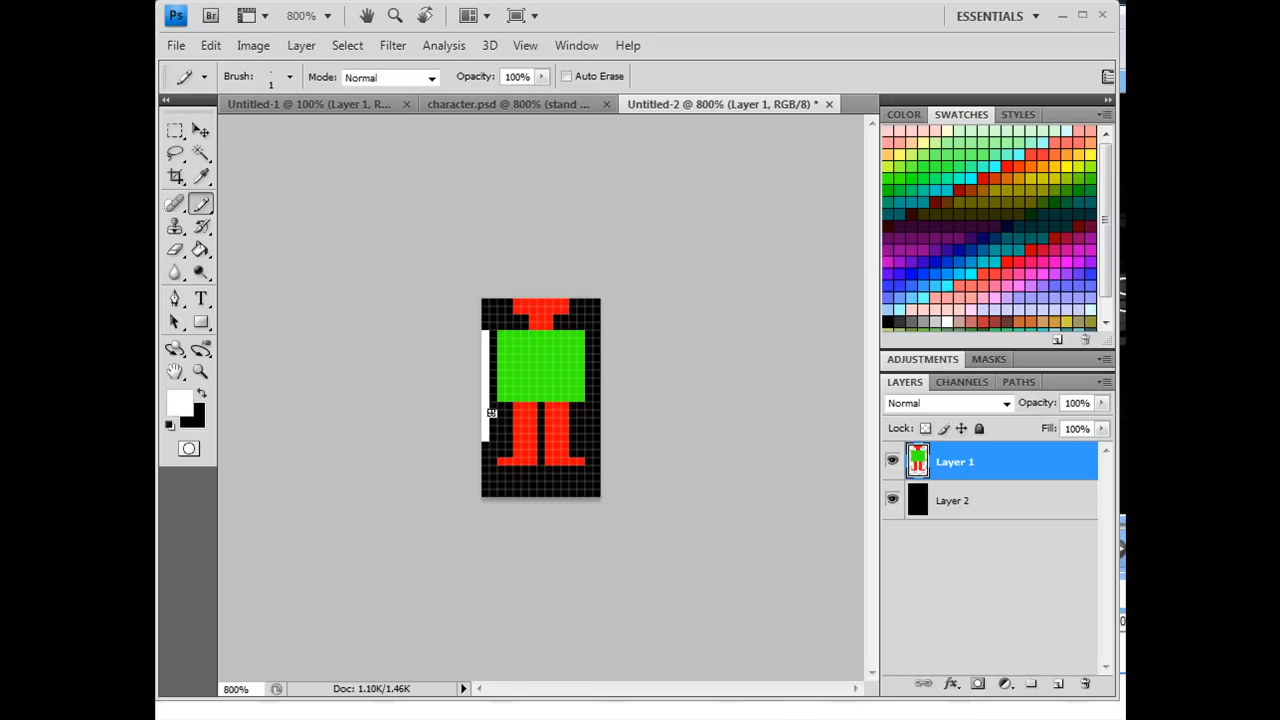 Ps Br 800% ESSENTIALS
File Edit Image Layer Select Filter Analysis 3D View Window Help
Brush: 1 Mode: Normal Opacity: 100% Auto Erase
Untitled-1 @ 100% (Layer 1, R... character.psd @ 800% (stand ... Untitled-2 @ 800% (Layer 1, RGB/8) *
COLOR SWATCHES STYLES
T
ADJUSTMENTS MASKS
LAYERS CHANNELS PATHS
Normal Opacity: 100%
Lock: Fill: 100%
Layer 1
Layer 2
fx
800% Doc: 1.10K/1.46K